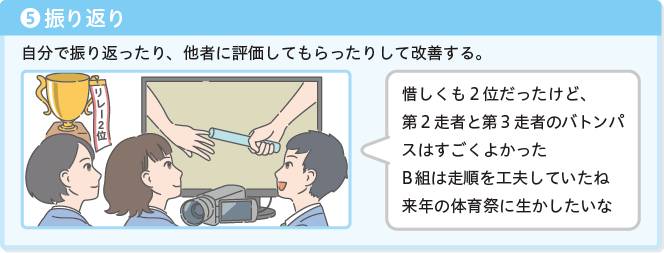 5 振り返り
自分で振り返ったり、他者に評価してもらったりして改善する。
リレー2位
惜しくも2位だったけど、
第2走者と第3走者のバトンパ
スはすごくよかった
B組は走順を工夫していたね
来年の体育祭に生かしたいな